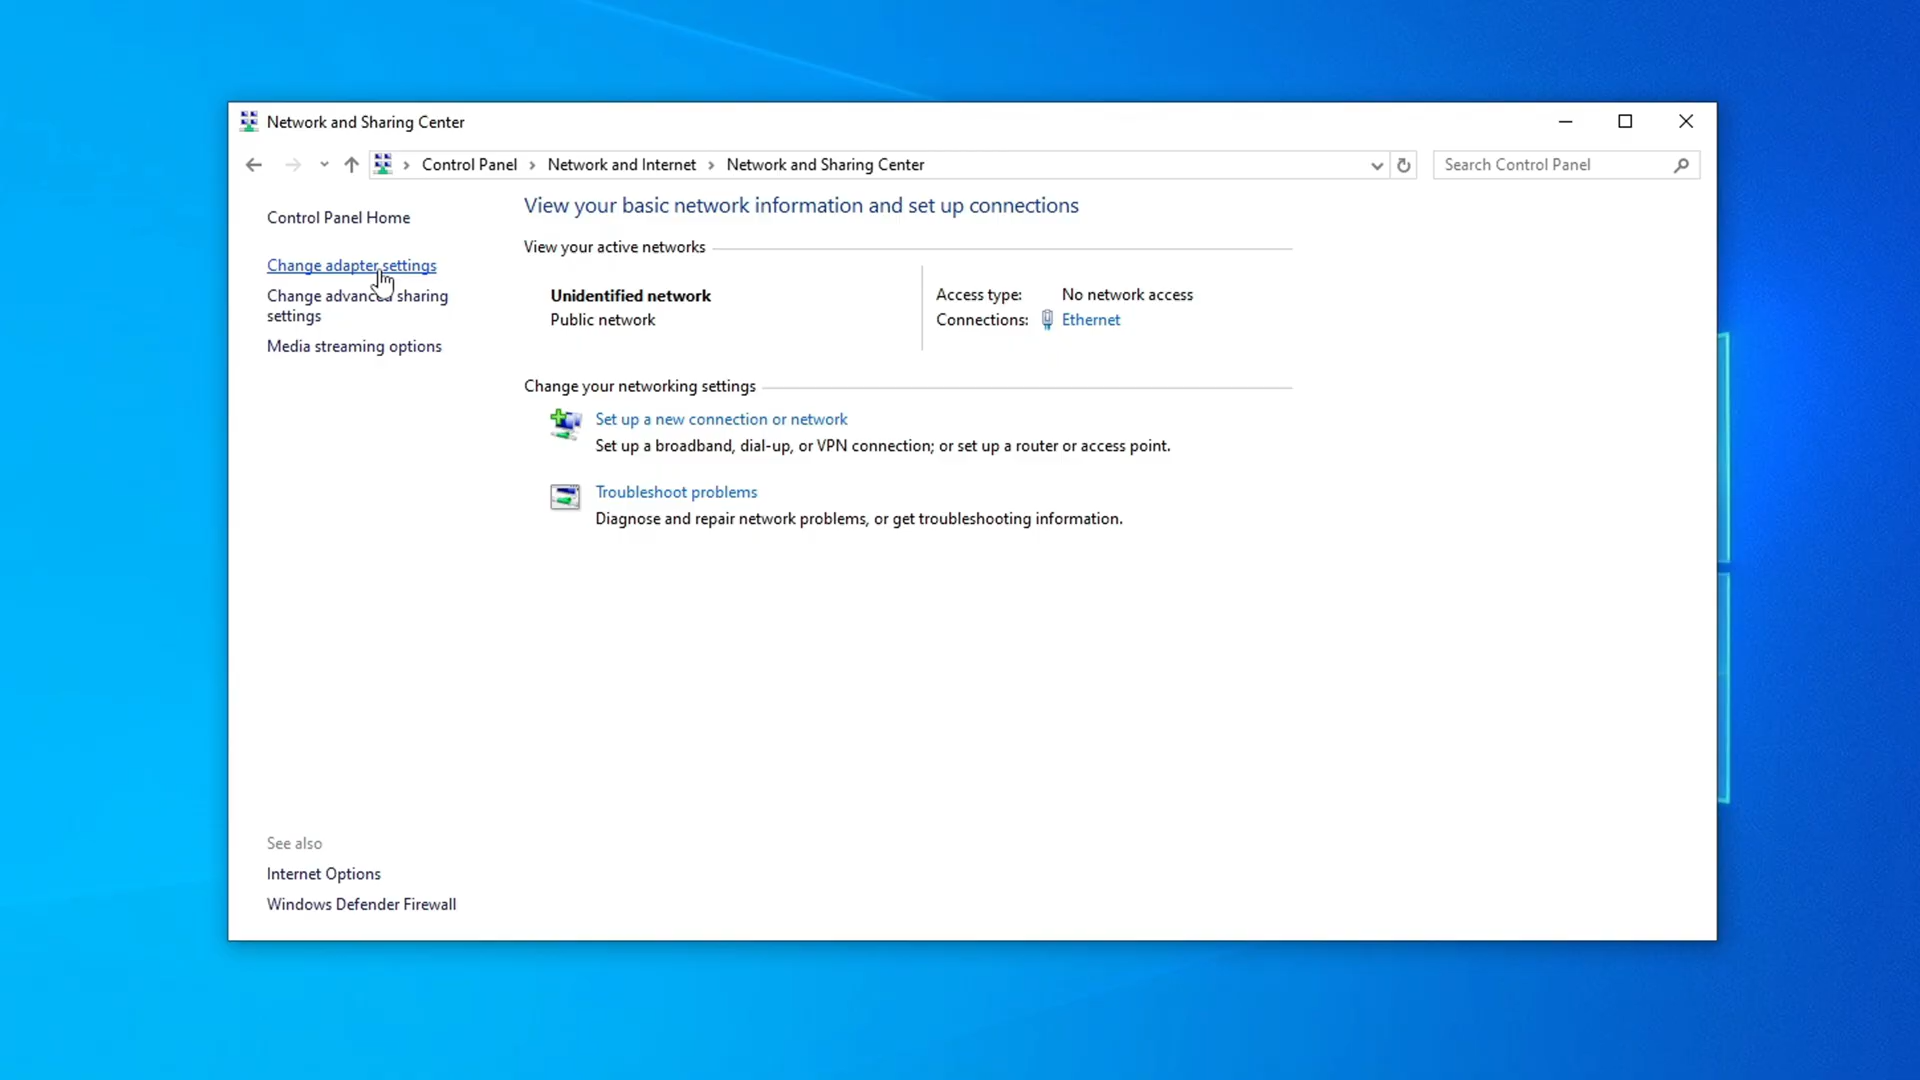 Network and Sharing Center
Control Panel > Network and Internet > Network and Sharing Center
Search Control Panel
Control Panel Home
Change adapter settings
Change advanced sharing
settings
Media streaming options
View your basic network information and set up connections
View your active networks
Unidentified network
Public network
Access type: No network access
Connections: Ethernet
Change your networking settings
Set up a new connection or network
Set up a broadband, dial-up, or VPN connection; or set up a router or access point.
Troubleshoot problems
Diagnose and repair network problems, or get troubleshooting information.
See also
Internet Options
Windows Defender Firewall